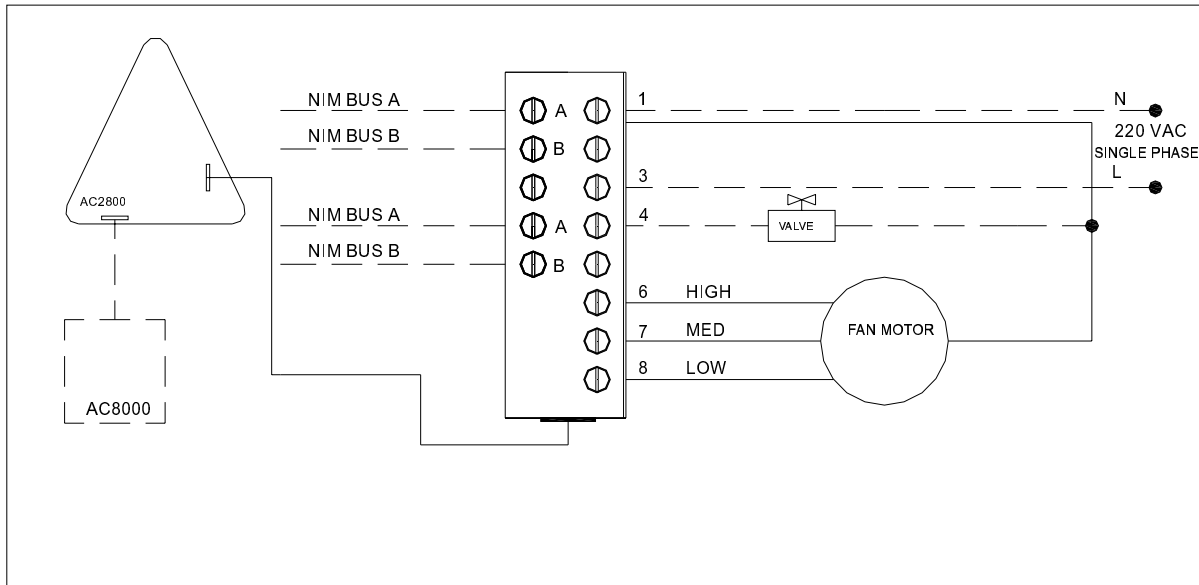 NIM BUS A
A
1
N
NIM BUS B
B
220 VAC
SINGLE PHASE
3
L
AC2800
NIM BUS A
A
4
VALVE
NIM BUS B
B
6
HIGH
7
MED
FAN MOTOR
8
LOW
AC8000